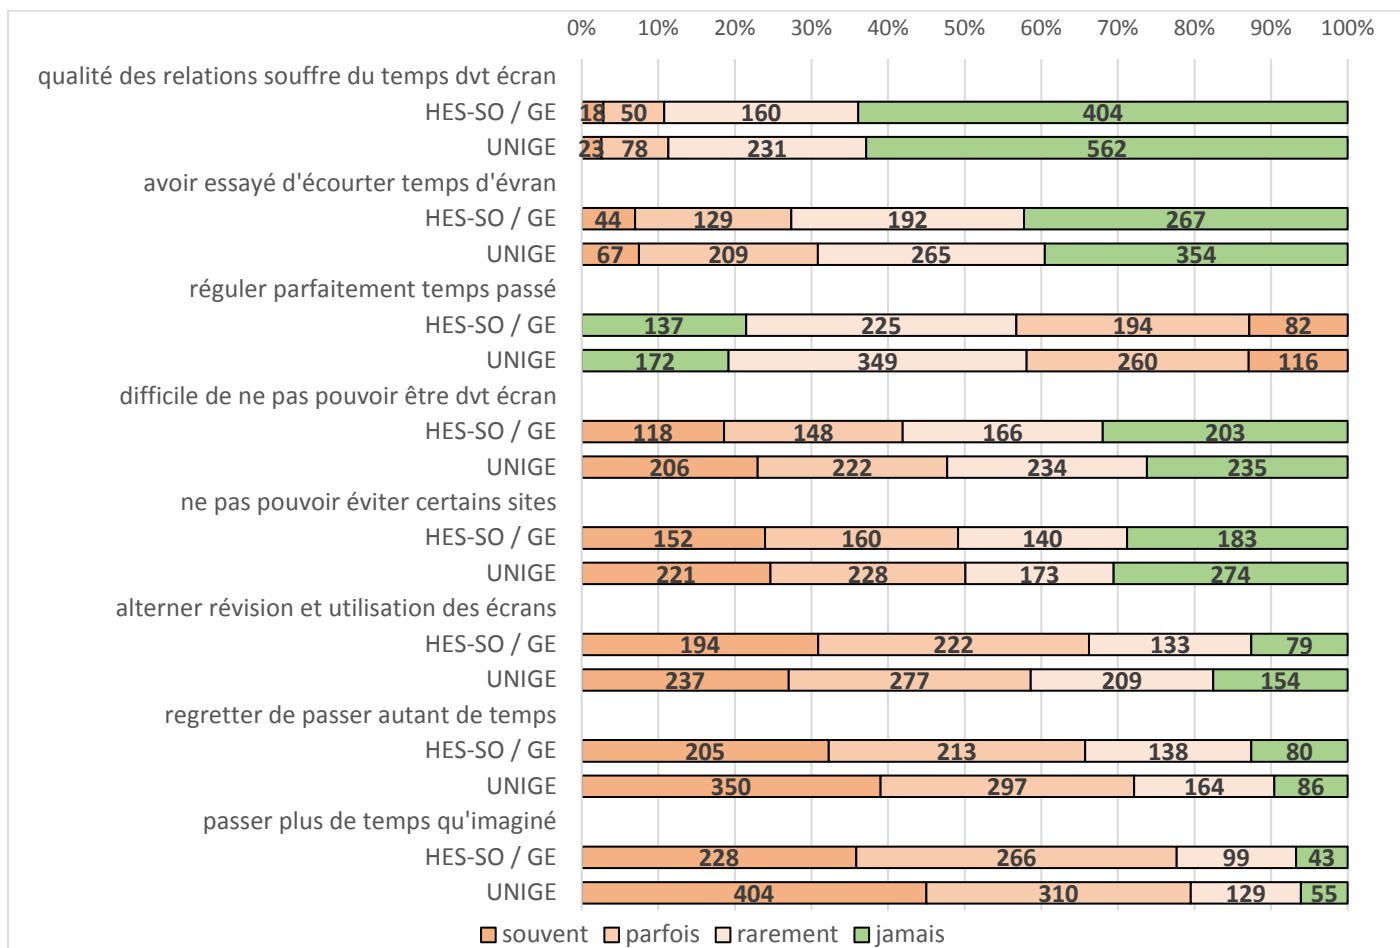 0% 10% 20% 30% 40% 50% 60% 70% 80% 90% 100%
qualité des relations souffre du temps dvt écran
HES-SO / GE 18 50 160 404
UNIGE 23 78 231 562
avoir essayé d'écourter temps d'évran
HES-SO / GE 44 129 192 267
UNIGE 67 209 265 354
réguler parfaitement temps passé
HES-SO / GE 137 225 194 82
UNIGE 172 349 260 116
difficile de ne pas pouvoir être dvt écran
HES-SO / GE 118 148 166 203
UNIGE 206 222 234 235
ne pas pouvoir éviter certains sites
HES-SO / GE 152 160 140 183
UNIGE 221 228 173 274
alterner révision et utilisation des écrans
HES-SO / GE 194 222 133 79
UNIGE 237 277 209 154
regretter de passer autant de temps
HES-SO / GE 205 213 138 80
UNIGE 350 297 164 86
passer plus de temps qu'imaginé
HES-SO / GE 228 266 99 43
UNIGE 404 310 129 55
souvent parfois rarement jamais